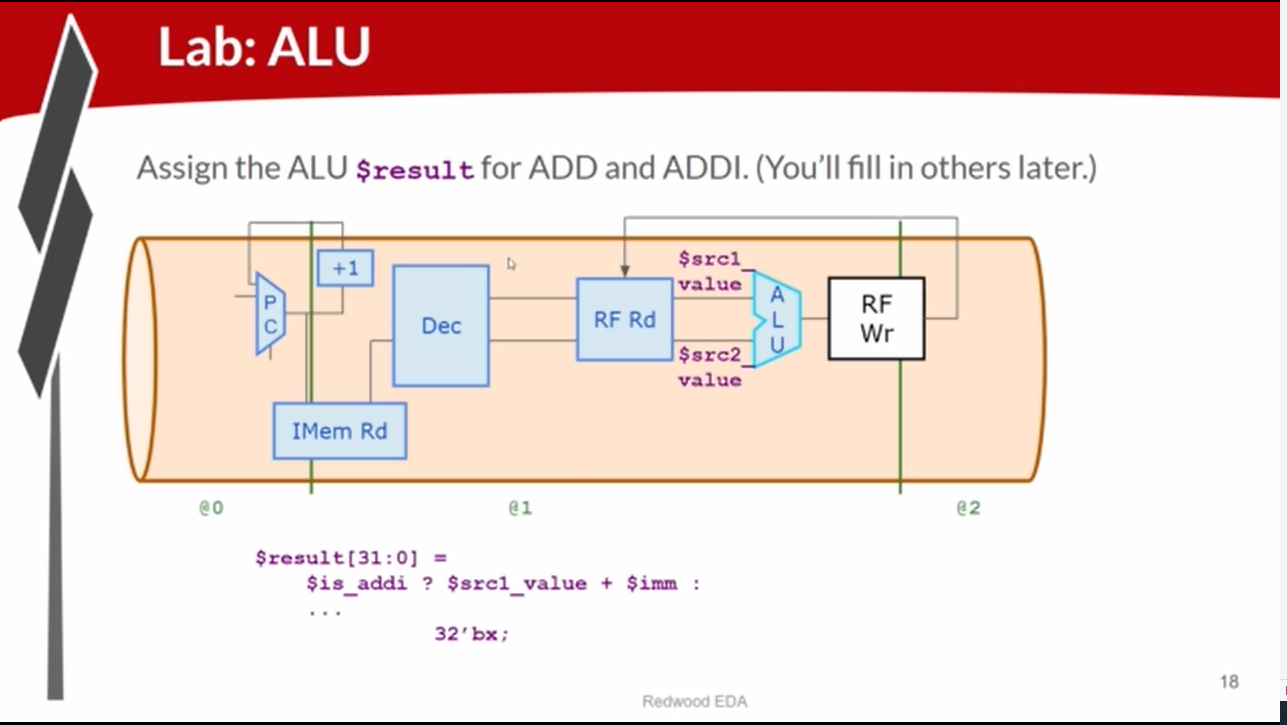 Lab: ALU
Assign the ALU $result for ADD and ADDI. (You'll fill in others later.)
+1
P
C
Dec
IMem Rd
RF Rd
$src1_
value
$src2_
value
A
L
U
RF
Wr
@0
@1
@2
$result[31:0] =
$is_addi ? $src1_value + $imm :
...
32'bx;
18
Redwood EDA